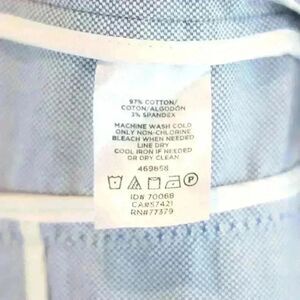 97% COTTON/
COTON/ALGODÓN
3% SPANDEX
MACHINE WASH COLD
ONLY NON-CHLORINE
BLEACH WHEN NEEDED
LINE DRY
COOL IRON IF NEEDED
OR DRY CLEAN
469858
P
ID# 70068
CA#57421
RN#77379